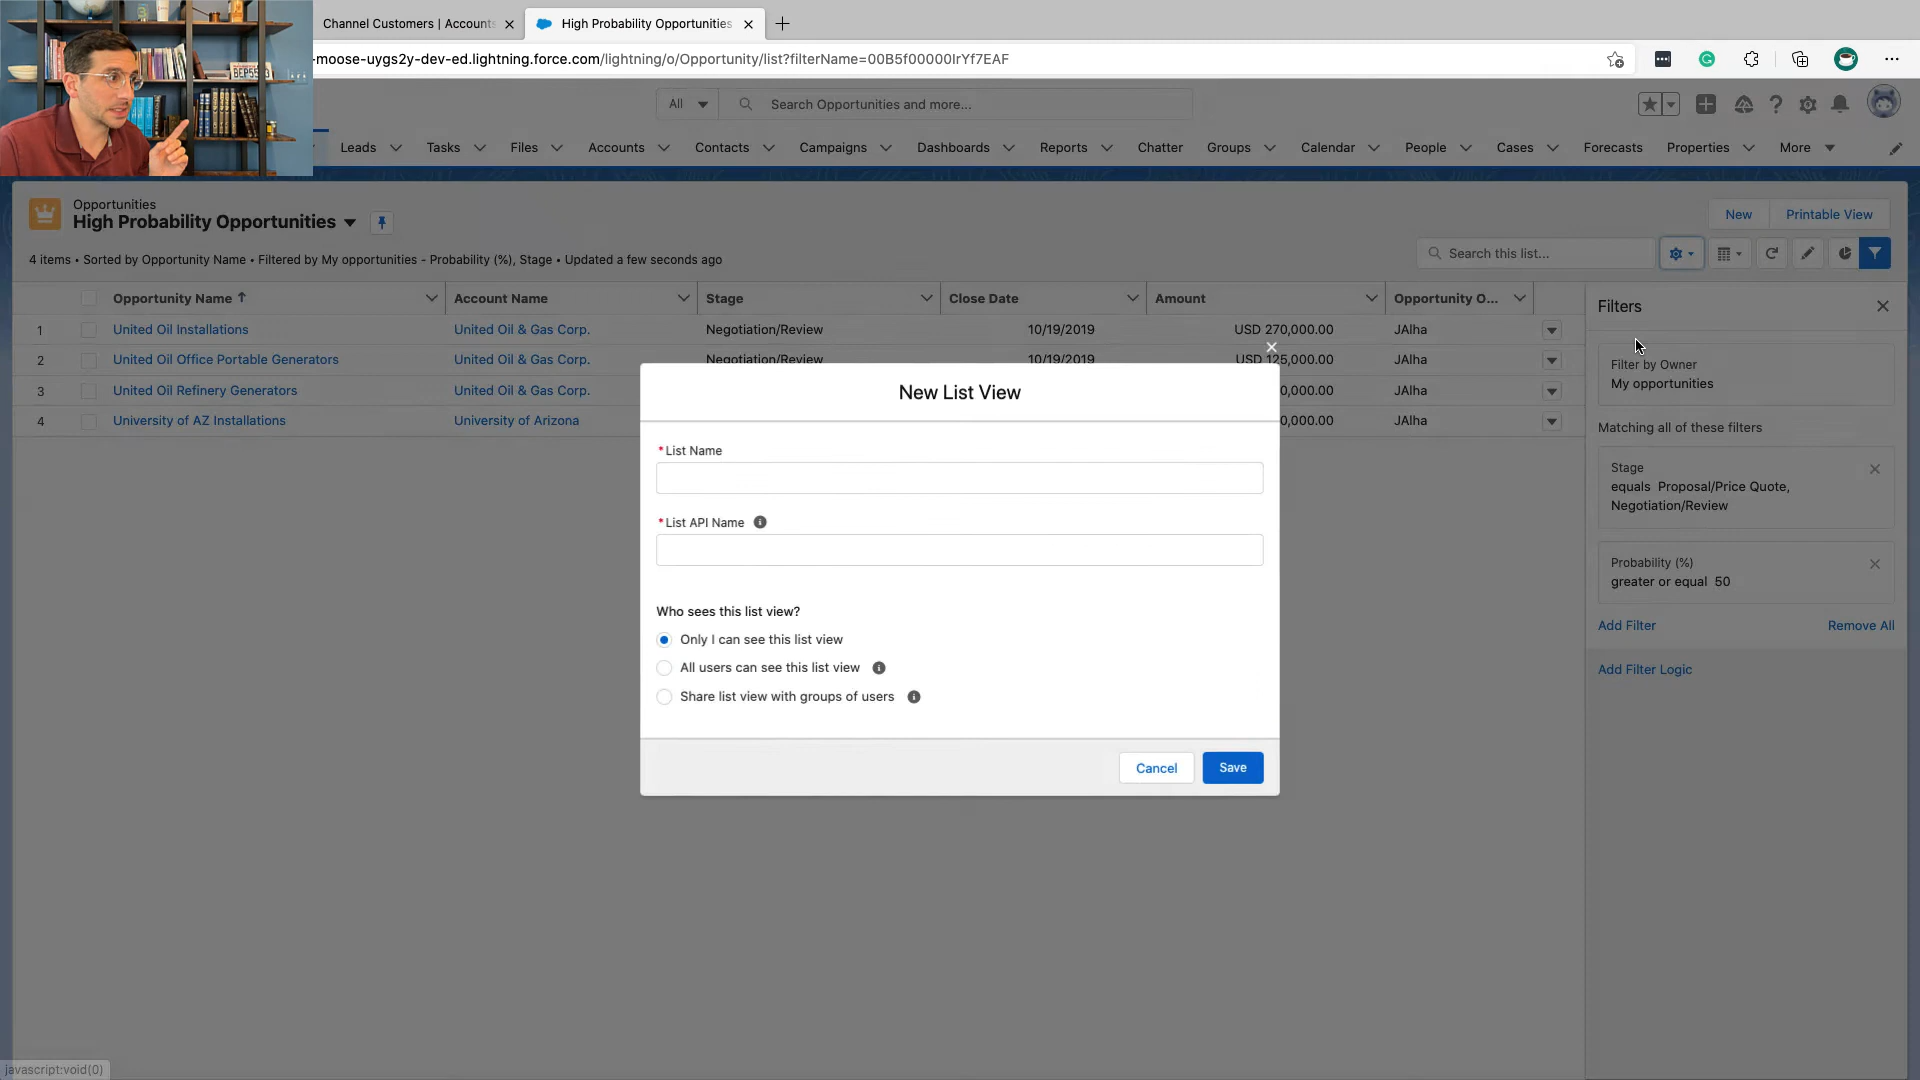 Channel Customers | Accounts
High Probability Opportunities
-moose-uygs2y-dev-ed.lightning.force.com/lightning/o/Opportunity/list?filterName=00B5f00000IrYf7EAF
All
Search Opportunities and more...
Leads
Tasks
Files
Accounts
Contacts
Campaigns
Dashboards
Reports
Chatter
Groups
Calendar
People
Cases
Forecasts
Properties
More
Opportunities
High Probability Opportunities
New
Printable View
4 items • Sorted by Opportunity Name • Filtered by My opportunities - Probability (%), Stage • Updated a few seconds ago
Search this list...
Opportunity Name
Account Name
Stage
Close Date
Amount
Opportunity O...
1 United Oil Installations United Oil & Gas Corp. Negotiation/Review 10/19/2019 USD 270,000.00 JAlha
2 United Oil Office Portable Generators United Oil & Gas Corp. Negotiation/Review 10/19/2019 USD 125,000.00 JAlha
3 United Oil Refinery Generators United Oil & Gas Corp. 0,000.00 JAlha
4 University of AZ Installations University of Arizona 0,000.00 JAlha
Filters
Filter by Owner
My opportunities
Matching all of these filters
Stage
equals Proposal/Price Quote,
Negotiation/Review
Probability (%)
greater or equal 50
Add Filter
Remove All
Add Filter Logic
New List View
*List Name
*List API Name
Who sees this list view?
Only I can see this list view
All users can see this list view
Share list view with groups of users
Cancel
Save
javascript:void(0)